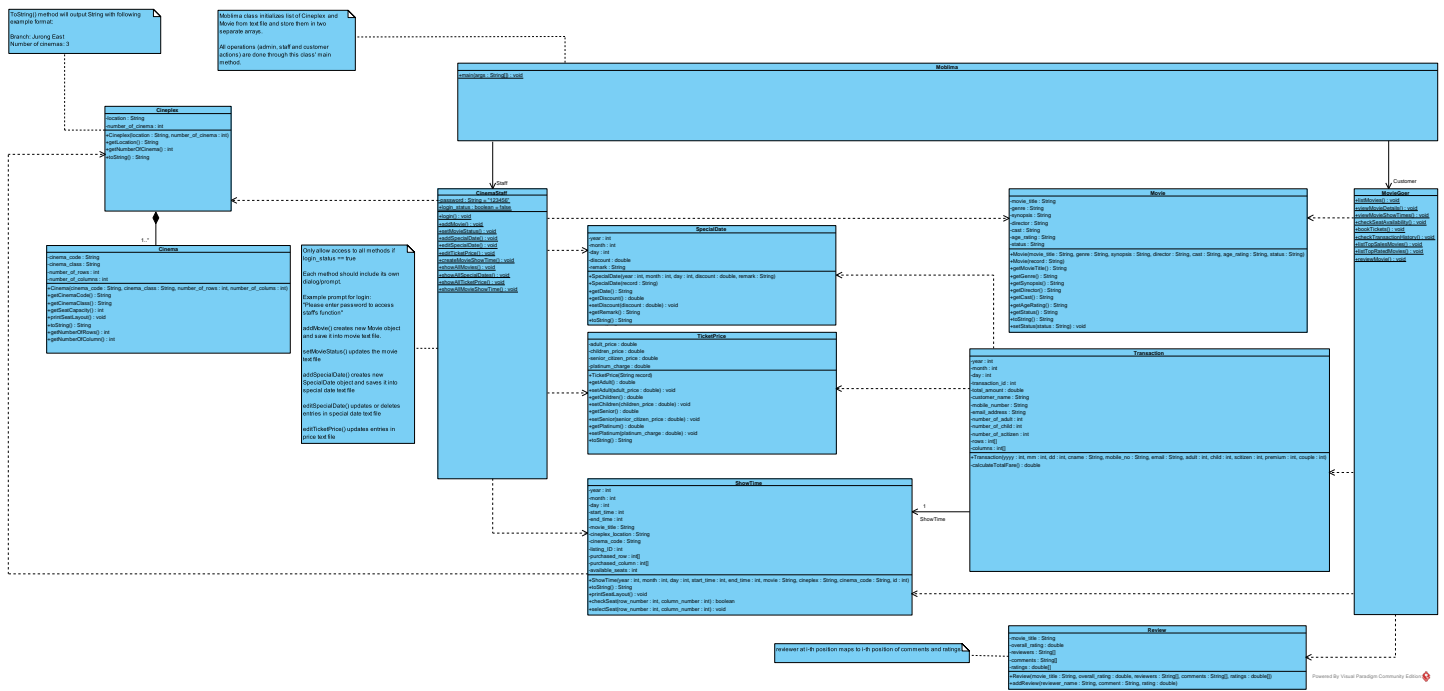 ToString() method will output String with following
example format:
Branch: Jurong East
Number of cinemas: 3
Moblima class initializes list of Cineplex and
Movie from text file and store them in two
separate arrays.
All operations (admin, staff and customer
actions) are done through this class' main
method.
Moblima
+main(args : String[]) : void
Cineplex
-location : String
-number_of_cinema : int
+Cineplex(location : String, number_of_cinema : int)
+getLocation() : String
+getNumberOfCinema() : int
+toString() : String
1..*
Cinema
-cinema_code : String
-cinema_class : String
-number_of_rows : int
-number_of_columns : int
+Cinema(cinema_code : String, cinema_class : String, number_of_rows : int, number_of_colums : int)
+getCinemaCode() : String
+getCinemaClass() : String
+getSeatCapacity() : int
+printSeatLayout() : void
+toString() : String
+getNumberOfRows() : int
+getNumberOfColumn() : int
Only allow access to all methods if
login_status == true
Each method should include its own
dialog/prompt.
Example prompt for login:
"Please enter password to access
staffs function"
addMovie() creates new Movie object
and save it into movie text file.
setMovieStatus() updates the movie
text file
addSpecialDate() creates new
SpecialDate object and saves it into
special date text file
editSpecialDate() updates or deletes
entries in special date text file
editTicketPrice() updates entries in
price text file
Staff
CinemaStaff
-password : String = "123456"
+login_status : boolean = false
+login() : void
+addMovie() : void
+setMovieStatus() : void
+addSpecialDate() : void
+editSpecialDate() : void
+editTicketPrice() : void
+createMovieShowTime() : void
+showAllMovies() : void
+showAllSpecialDates() : void
+showAllTicketPrice() : void
+showAllMovieShowTime() : void
SpecialDate
-year : int
-month : int
-day : int
-discount : double
-remark : String
+SpecialDate(year : int, month : int, day : int, discount : double, remark : String)
+SpecialDate(record : String)
+getDate() : String
+getDiscount() : double
+setDiscount(discount : double) : void
+getRemark() : String
+toString() : String
TicketPrice
-adult_price : double
-children_price : double
-senior_citizen_price : double
-platinum_charge : double
+TicketPrice(String record)
+getAdult() : double
+setAdult(adult_price : double) : void
+getChildren() : double
+setChildren(children_price : double) : void
+getSenior() : double
+setSenior(senior_citizen_price : double) : void
+getPlatinum() : double
+setPlatinum(platinum_charge : double) : void
+toString() : String
ShowTime
-year : int
-month : int
-day : int
-start_time : int
-end_time : int
-movie_title : String
-cineplex_location : String
-cinema_code : String
-listing_ID : int
-purchased_row : int[]
-purchased_column : int[]
-available_seats : int
+ShowTime(year : int, month : int, day : int, start_time : int, end_time : int, movie : String, cineplex : String, cinema_code : String, id : int)
+toString() : String
+printSeatLayout() : void
+checkSeat(row_number : int, column_number : int) : boolean
+selectSeat(row_number : int, column_number : int) : void
Movie
-movie_title : String
-genre : String
-synopsis : String
-director : String
-cast : String
-age_rating : String
-status : String
+Movie(movie_title : String, genre : String, synopsis : String, director : String, cast : String, age_rating : String, status : String)
+Movie(record : String)
+getMovieTitle() : String
+getGenre() : String
+getSynopsis() : String
+getDirector() : String
+getCast() : String
+getAgeRating() : String
+getStatus() : String
+toString() : String
+setStatus(status : String) : void
Customer
MovieGoer
+listMovies() : void
+viewMovieDetails() : void
+viewMovieShowTimes() : void
+checkSeatAvailability() : void
+bookTickets() : void
+checkTransactionHistory() : void
+listTopSalesMovies() : void
+listTopRatedMovies() : void
+reviewMovie() : void
Transaction
-year : int
-month : int
-day : int
-transaction_id : int
-total_amount : double
-customer_name : String
-mobile_number : String
-email_address : String
-number_of_adult : int
-number_of_child : int
-number_of_scitizen : int
-rows : int[]
-columns : int[]
+Transaction(yyyy : int, mm : int, dd : int, cname : String, mobile_no : String, email : String, adult : int, child : int, scitizen : int, premium : int, couple : int)
-calculateTotalFare() : double
1
ShowTime
reviewer at i-th position maps to i-th position of comments and ratings
Review
-movie_title : String
-overall_rating : double
-reviewers : String[]
-comments : String[]
-ratings : double[]
+Review(movie_title : String, overall_rating : double, reviewers : String[], comments : String[], ratings : double[])
+addReview(reviewer_name : String, comment : String, rating : double)
Powered By Visual Paradigm Community Edition